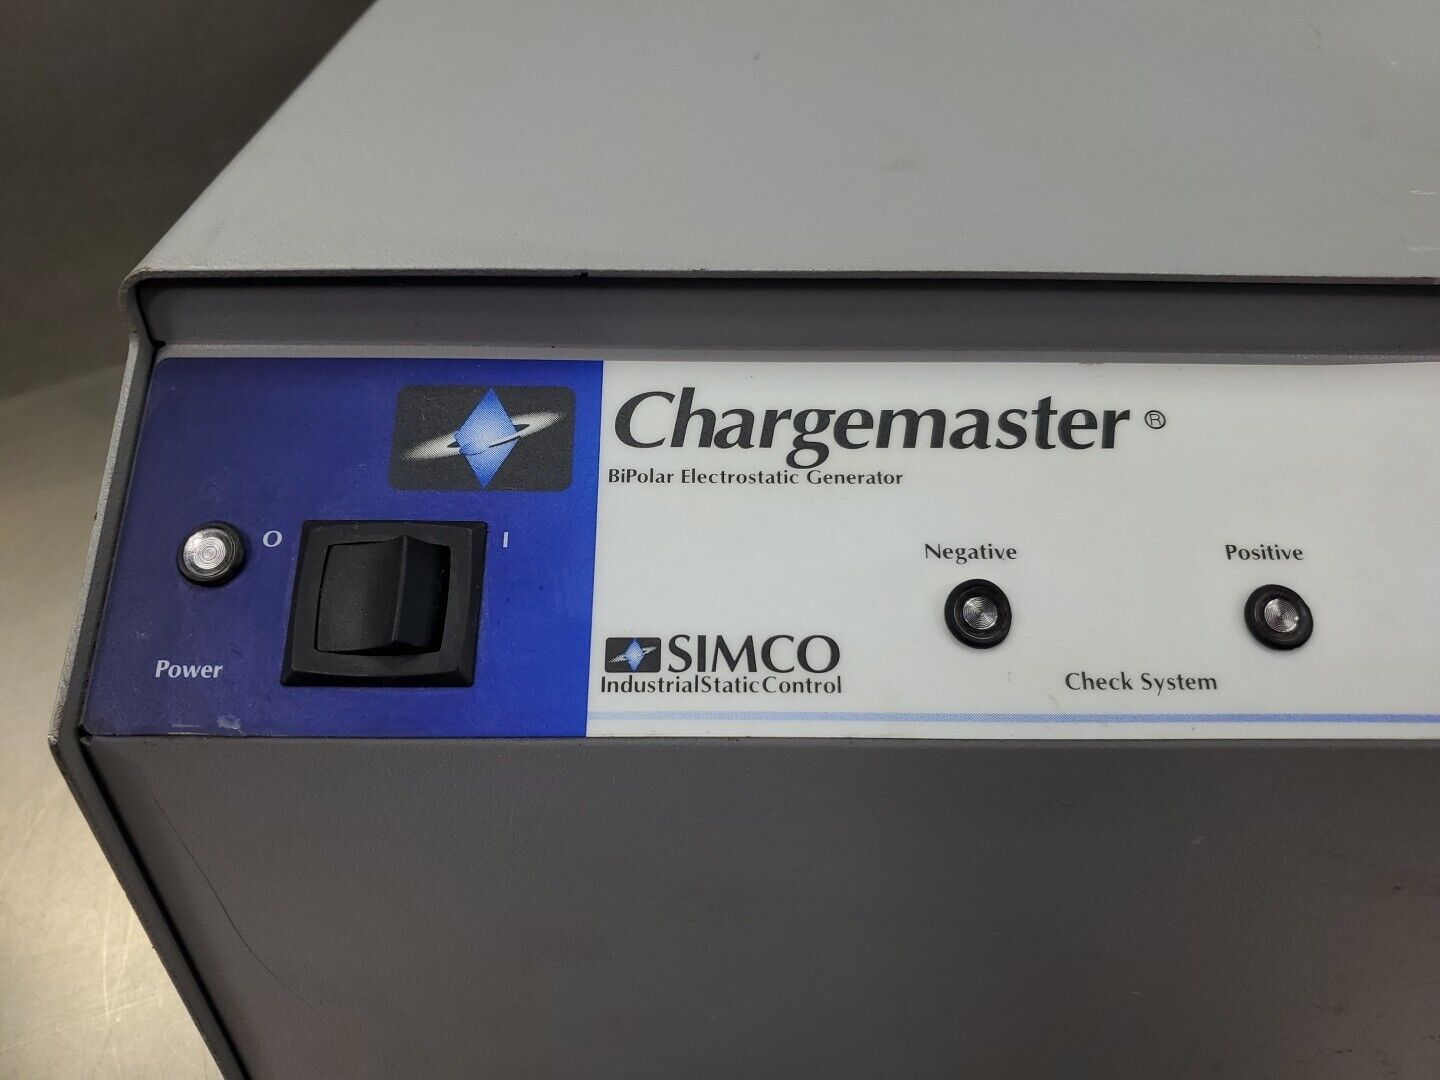 Chargemaster ®
BiPolar Electrostatic Generator
O
I
Negative
Positive
Power
SIMCO
IndustrialStaticControl
Check System